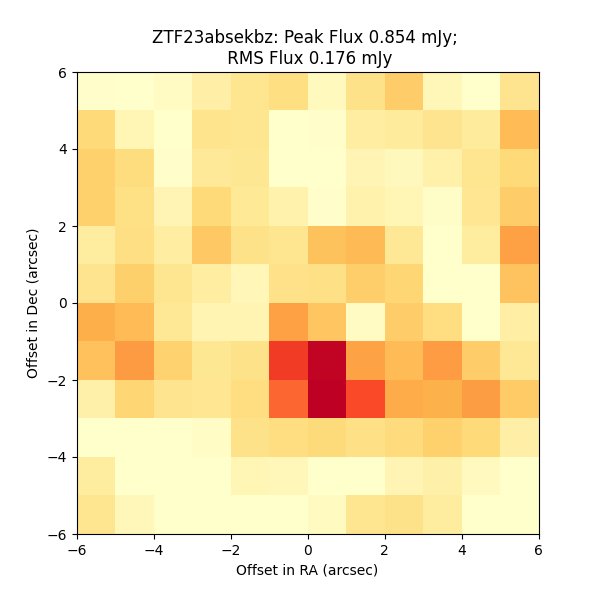 ZTF23absekbz: Peak Flux 0.854 mJy;
RMS Flux 0.176 mJy
6
4
2
0
−2
−4
−6
Offset in Dec (arcsec)
−6 −4 −2 0 2 4 6
Offset in RA (arcsec)